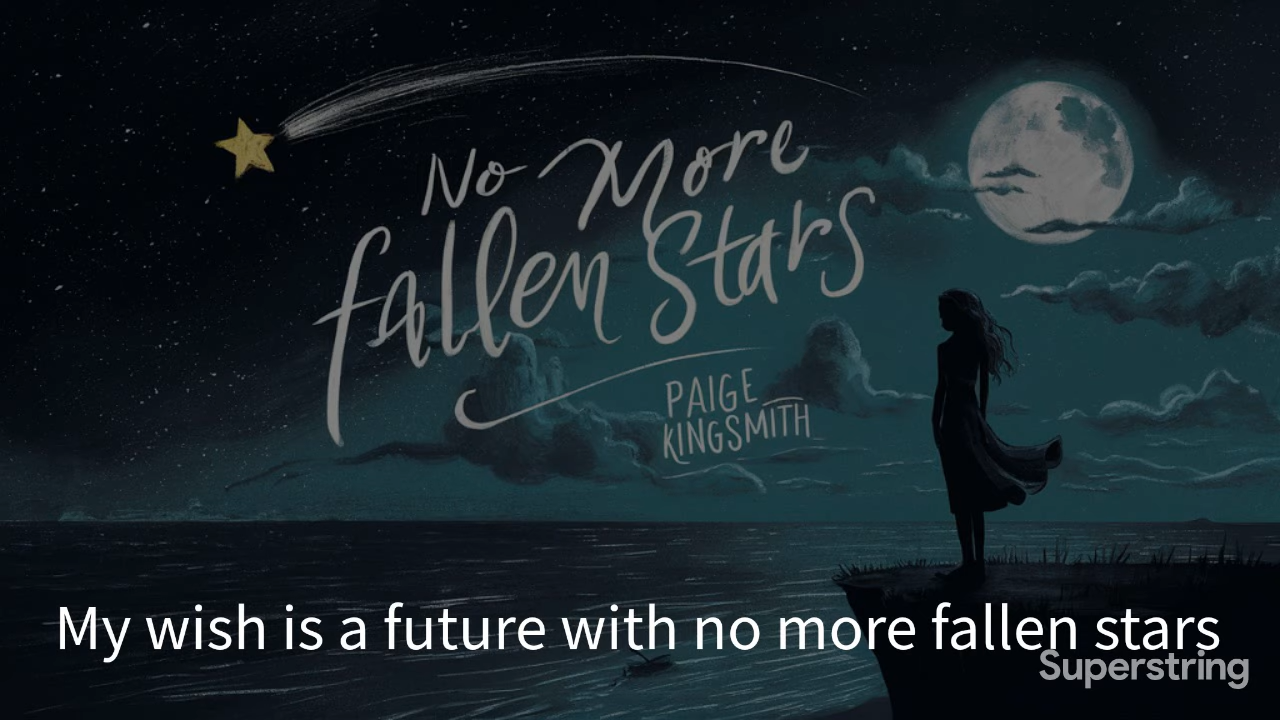 No More
fallen Stars
PAIGE
KINGSMITH
My wish is a future with no more fallen stars
Superstring